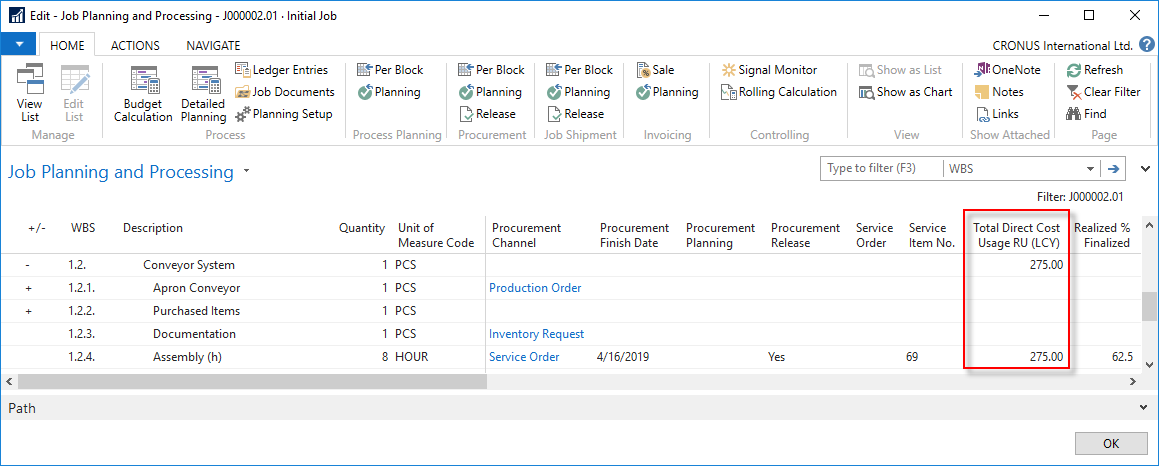 Edit - Job Planning and Processing - J000002.01 · Initial Job
HOME ACTIONS NAVIGATE CRONUS International Ltd. ?
View List
Edit List
Manage
Budget Calculation
Detailed Planning
Ledger Entries
Job Documents
Planning Setup
Process
Per Block
Planning
Process Planning
Per Block
Planning
Release
Procurement
Per Block
Planning
Release
Job Shipment
Sale
Planning
Invoicing
Signal Monitor
Rolling Calculation
Controlling
Show as List
Show as Chart
View
OneNote
Notes
Links
Show Attached
Refresh
Clear Filter
Find
Page
Job Planning and Processing
Type to filter (F3) WBS
Filter: J000002.01
+/- WBS Description Quantity Unit of Measure Code Procurement Channel Procurement Finish Date Procurement Planning Procurement Release Service Order Service Item No. Total Direct Cost Usage RU (LCY) Realized % Finalized
- 1.2. Conveyor System 1 PCS 275.00
+ 1.2.1. Apron Conveyor 1 PCS Production Order
+ 1.2.2. Purchased Items 1 PCS
1.2.3. Documentation 1 PCS Inventory Request
1.2.4. Assembly (h) 8 HOUR Service Order 4/16/2019 Yes 69 275.00 62.5
Path
OK